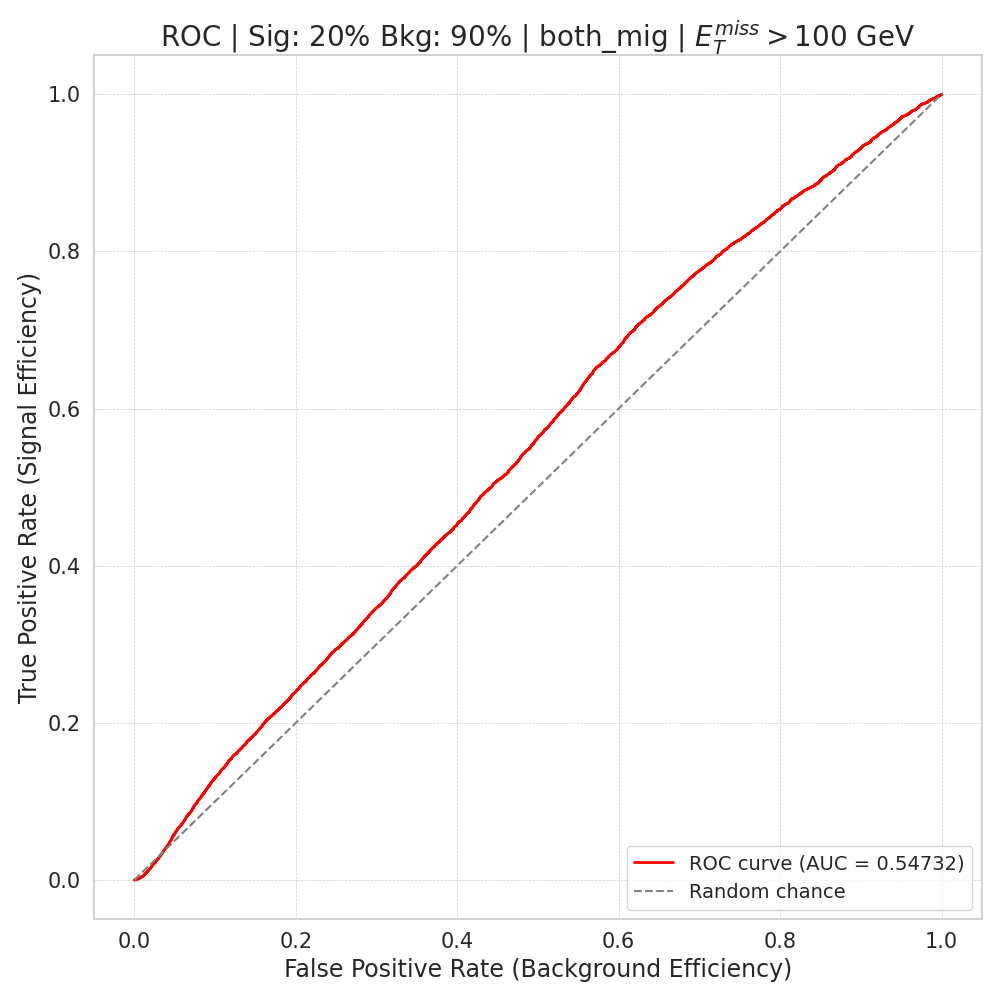 ROC | Sig: 20% Bkg: 90% | both_mig | $E_T^{miss}$ > 100 GeV
True Positive Rate (Signal Efficiency)
1.0
0.8
0.6
0.4
0.2
0.0
ROC curve (AUC = 0.54732)
Random chance
0.0 0.2 0.4 0.6 0.8 1.0
False Positive Rate (Background Efficiency)